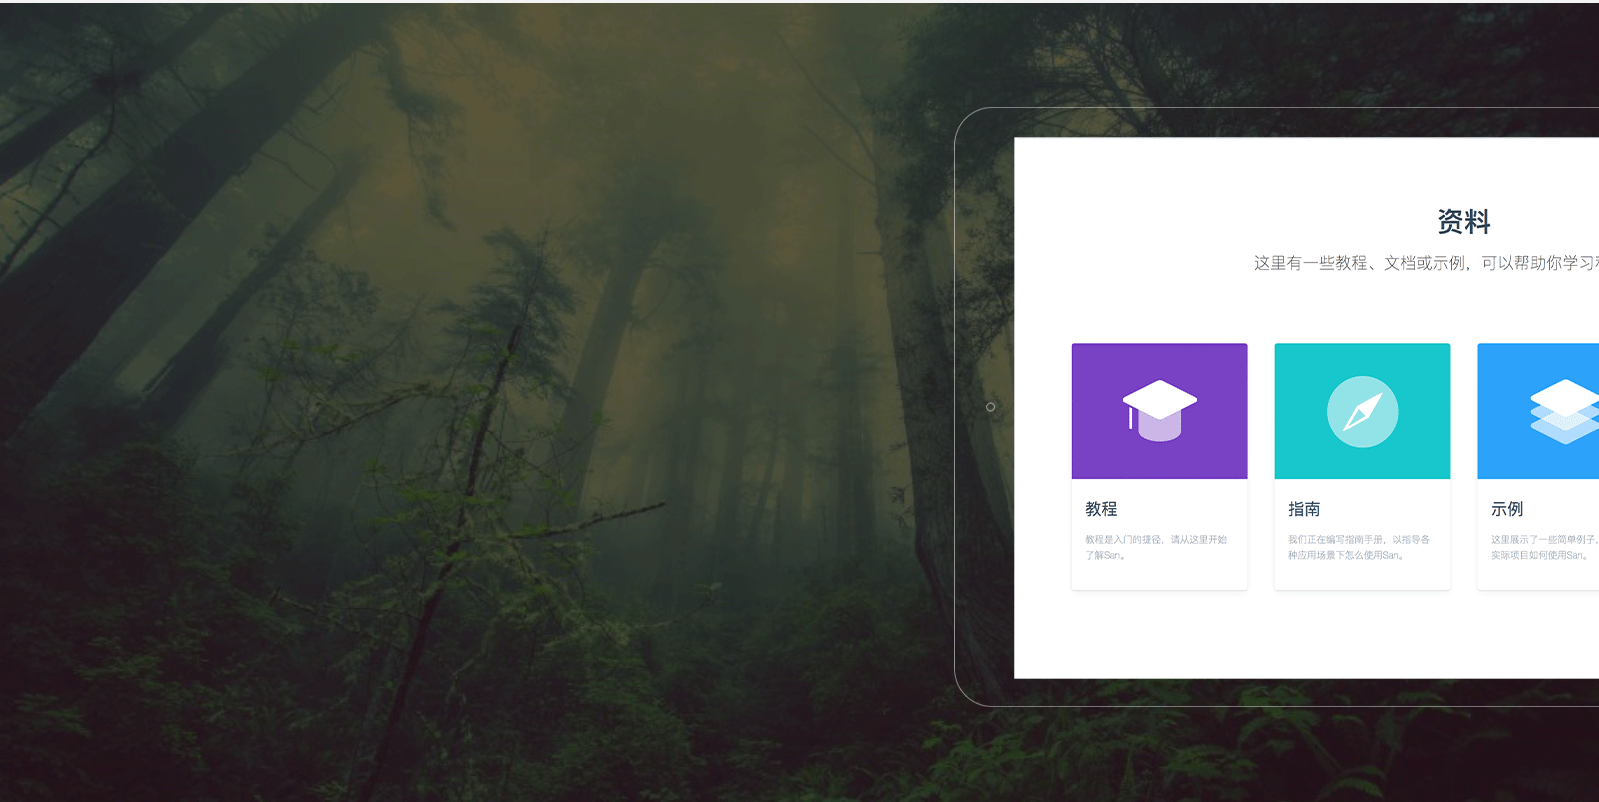 资料
这里有一些教程、文档或示例，可以帮助你学习
教程
教程是入门的捷径，请从这里开始
了解San。
指南
我们正在编写指南手册，以指导各
种应用场景下怎么使用San。
示例
这里展示了一些简单例子，
实际项目如何使用San。